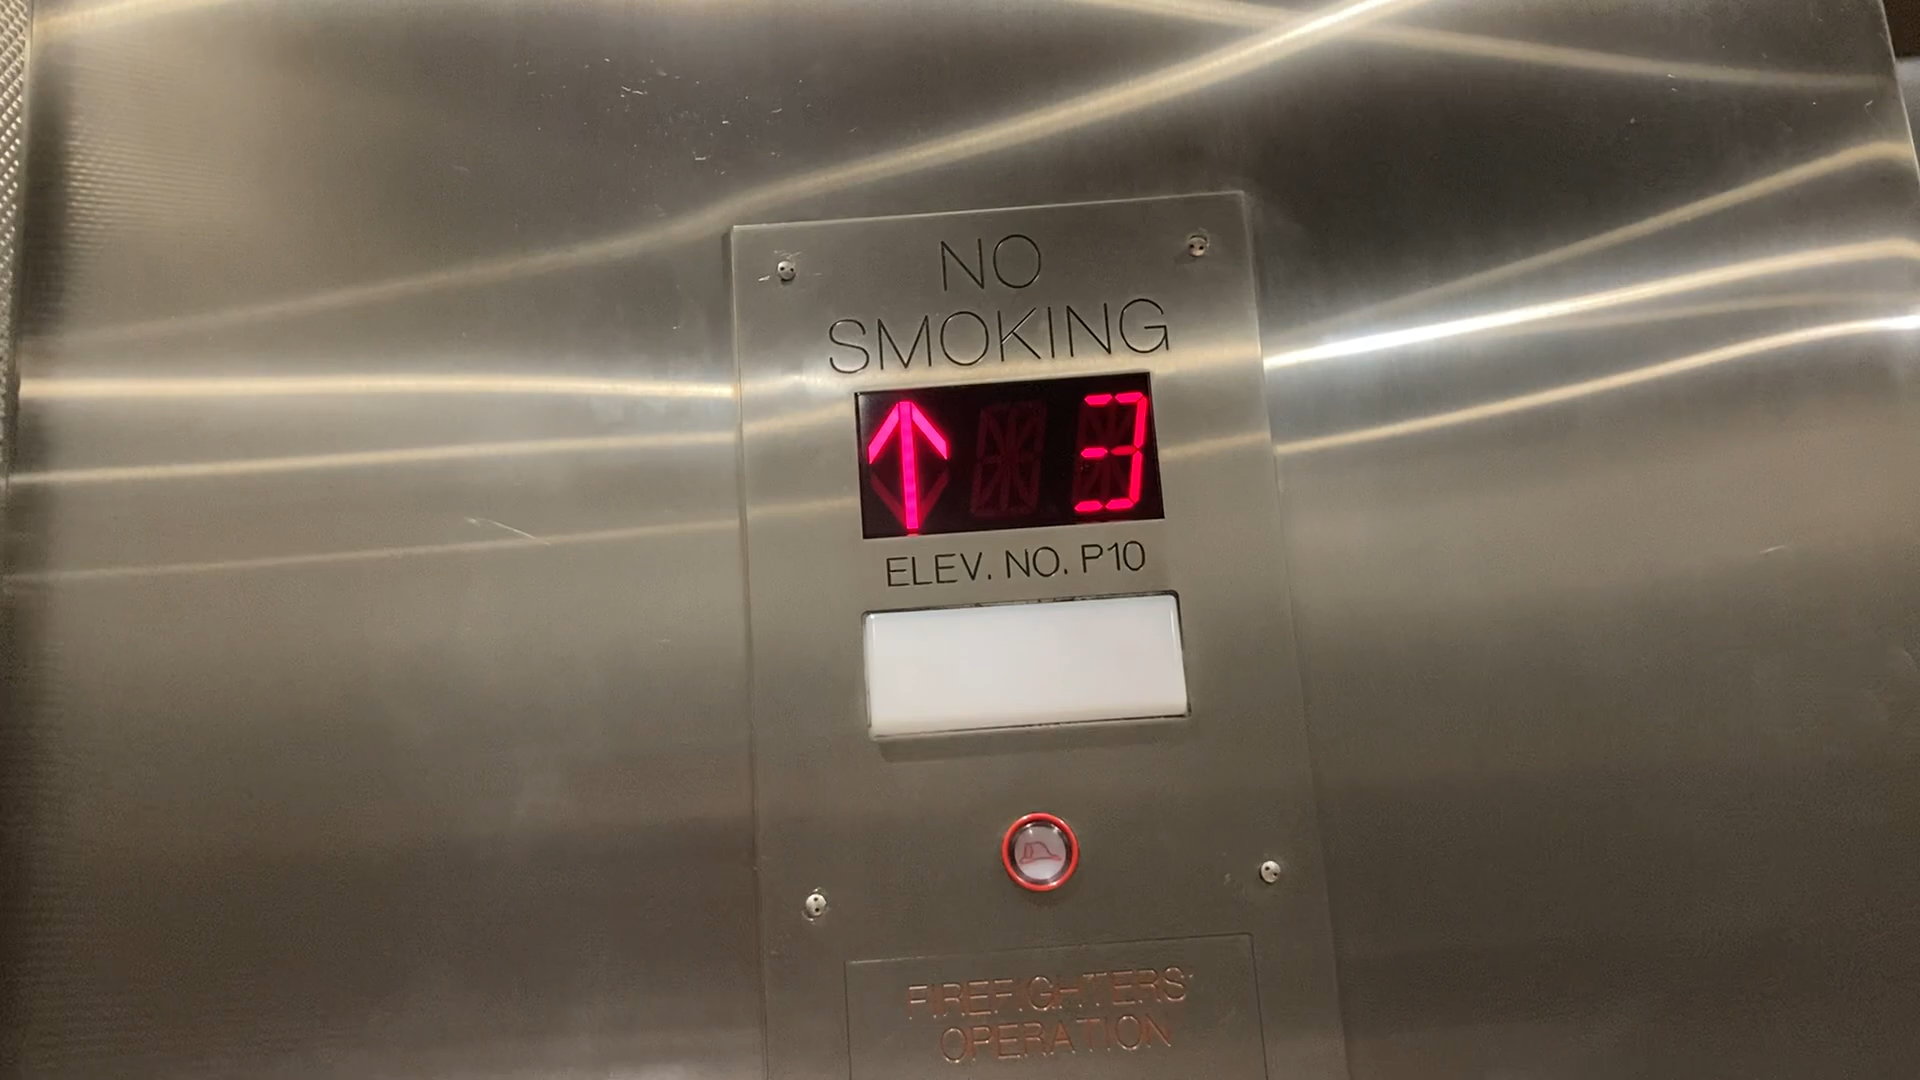 NO
SMOKING
3
ELEV. NO. P10
FIREFIGHTERS'
OPERATION